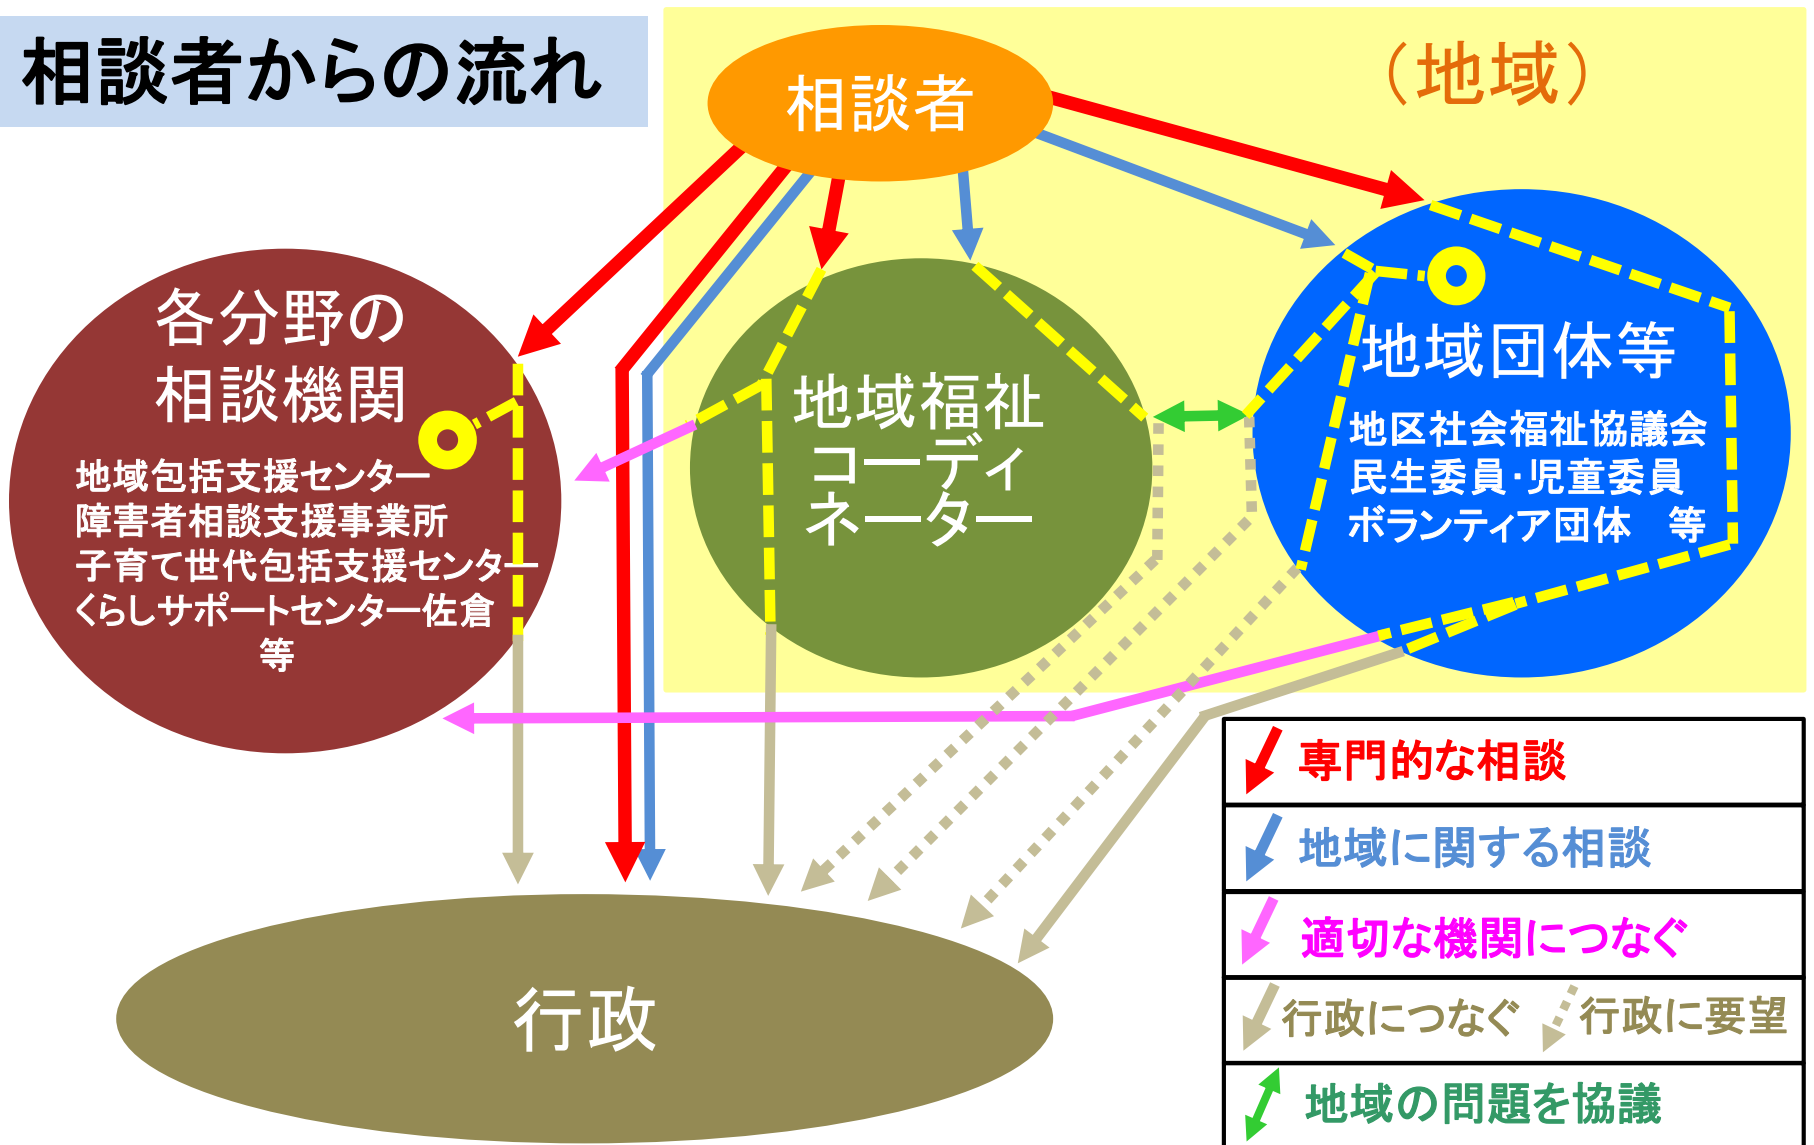 相談者からの流れ
相談者
（地域）
各分野の
相談機関
地域包括支援センター
障害者相談支援事業所
子育て世代包括支援センター
くらしサポートセンター佐倉
等
地域福祉
コーディ
ネーター
地域団体等
地区社会福祉協議会
民生委員・児童委員
ボランティア団体　等
行政
専門的な相談
地域に関する相談
適切な機関につなぐ
行政につなぐ
行政に要望
地域の問題を協議